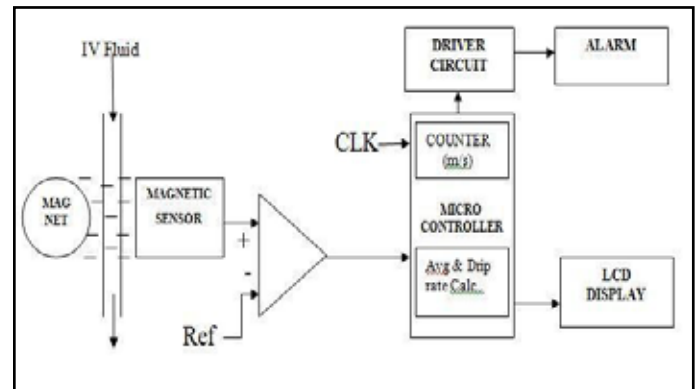 IV Fluid
DRIVER
CIRCUIT
ALARM
CLK
COUNTER
(m/s)
MAG
NET
MAGNETIC
SENSOR
+
-
Ref
MICRO
CONTROLLER
Avg & Drip
rate Calc..
LCD
DISPLAY